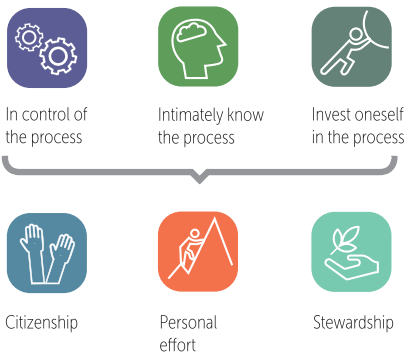 In control of
the process
Intimately know
the process
Invest oneself
in the process
Citizenship
Personal
effort
Stewardship